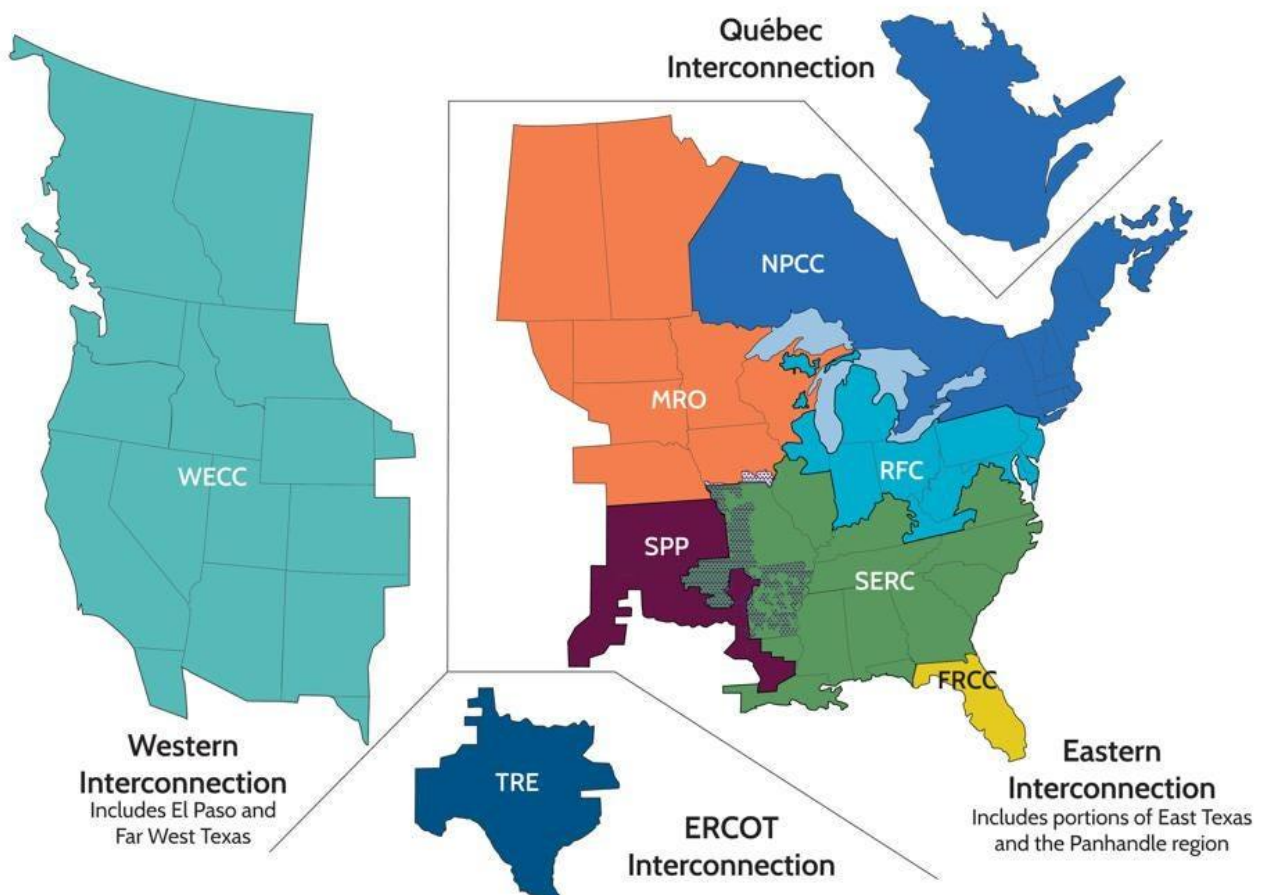 Québec
Interconnection
NPCC
MRO
WECC
RFC
SPP
SERC
FRCC
Western
Interconnection
Includes El Paso and
Far West Texas
TRE
ERCOT
Interconnection
Eastern
Interconnection
Includes portions of East Texas
and the Panhandle region